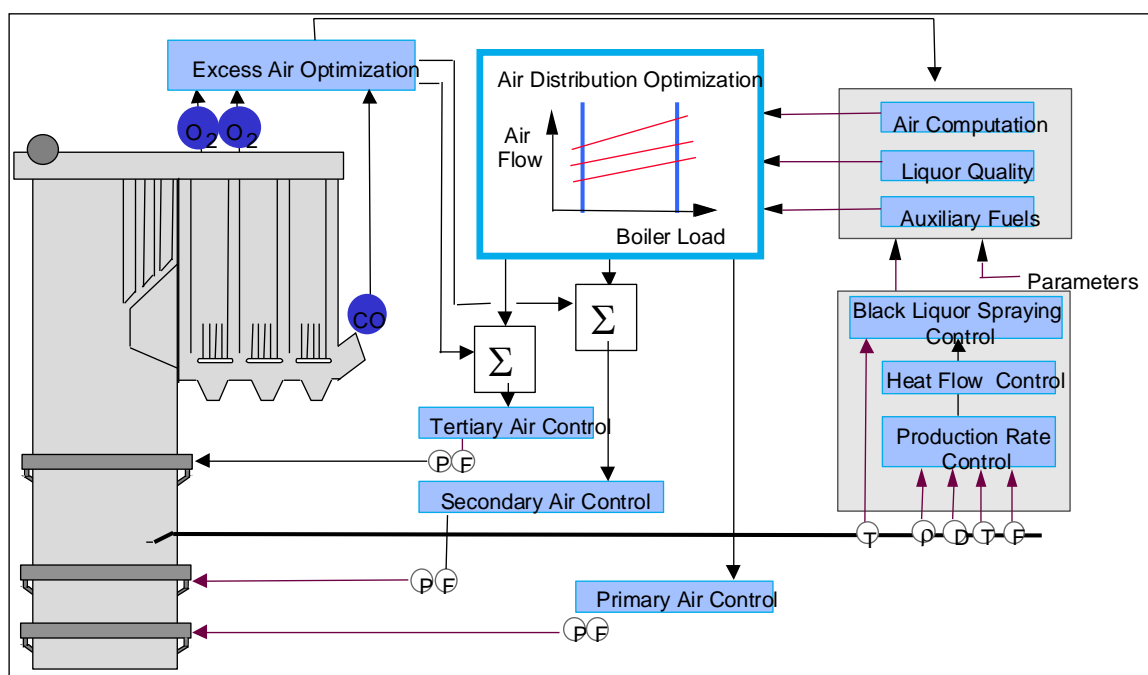 Excess Air Optimization
O2
O2
CO
Air Distribution Optimization
Air
Flow
Boiler Load
Air Computation
Liquor Quality
Auxiliary Fuels
Parameters
Black Liquor Spraying
Control
Heat Flow Control
Production Rate
Control
Σ
Σ
Tertiary Air Control
P F
Secondary Air Control
T ρ D T F
P F
Primary Air Control
P F